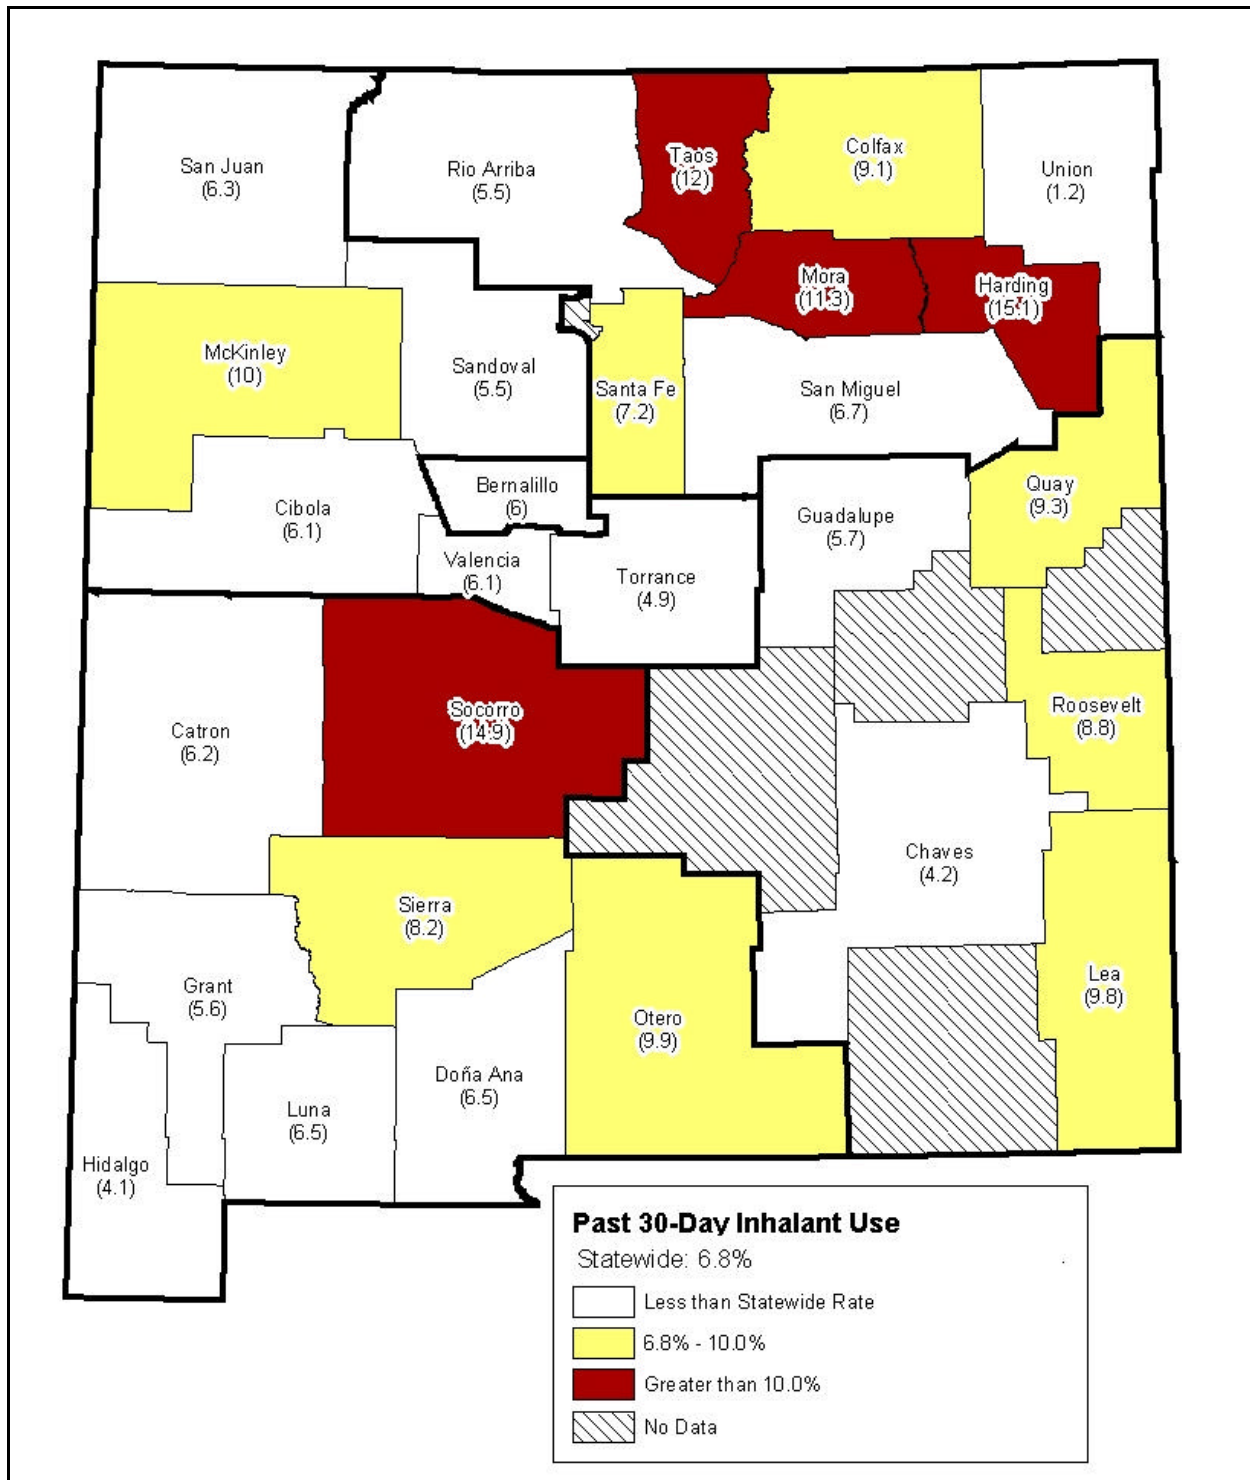 San Juan
(6.3)
Rio Arriba
(5.5)
Taos
(12)
Colfax
(9.1)
Union
(1.2)
Mora
(11.3)
Harding
(15.1)
McKinley
(10)
Sandoval
(5.5)
Santa Fe
(7.2)
San Miguel
(6.7)
Bernalillo
(6)
Cibola
(6.1)
Valencia
(6.1)
Torrance
(4.9)
Guadalupe
(5.7)
Quay
(9.3)
Catron
(6.2)
Socorro
(14.9)
Roosevelt
(8.8)
Chaves
(4.2)
Sierra
(8.2)
Grant
(5.6)
Otero
(9.9)
Lea
(9.8)
Doña Ana
(6.5)
Luna
(6.5)
Hidalgo
(4.1)
Past 30-Day Inhalant Use
Statewide: 6.8%
Less than Statewide Rate
6.8% - 10.0%
Greater than 10.0%
No Data